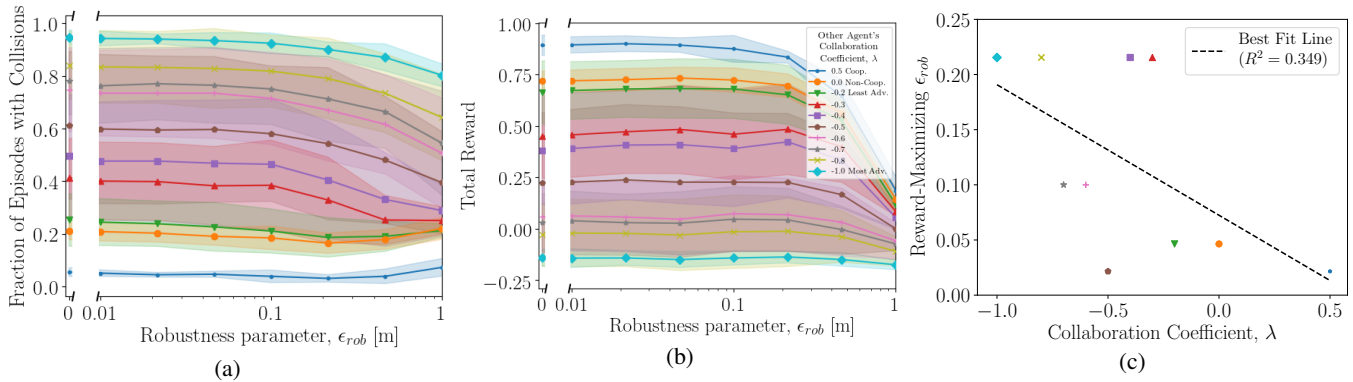 Fraction of Episodes with Collisions
1.0
0.8
0.6
0.4
0.2
0.0
0
0.01
0.1
1
Robustness parameter, ϵ_rob [m]
(a)
Total Reward
1.00
0.75
0.50
0.25
0.00
−0.25
Other Agent's
Collaboration
Coefficient, λ
0.5 Coop.
0.0 Non-Coop.
-0.2 Least Adv.
-0.3
-0.4
-0.5
-0.6
-0.7
-0.8
-1.0 Most Adv.
0
0.01
0.1
1
Robustness parameter, ϵ_rob [m]
(b)
Reward-Maximizing ϵ_rob
0.25
0.20
0.15
0.10
0.05
0.00
Best Fit Line
(R² = 0.349)
−1.0
−0.5
0.0
0.5
Collaboration Coefficient, λ
(c)